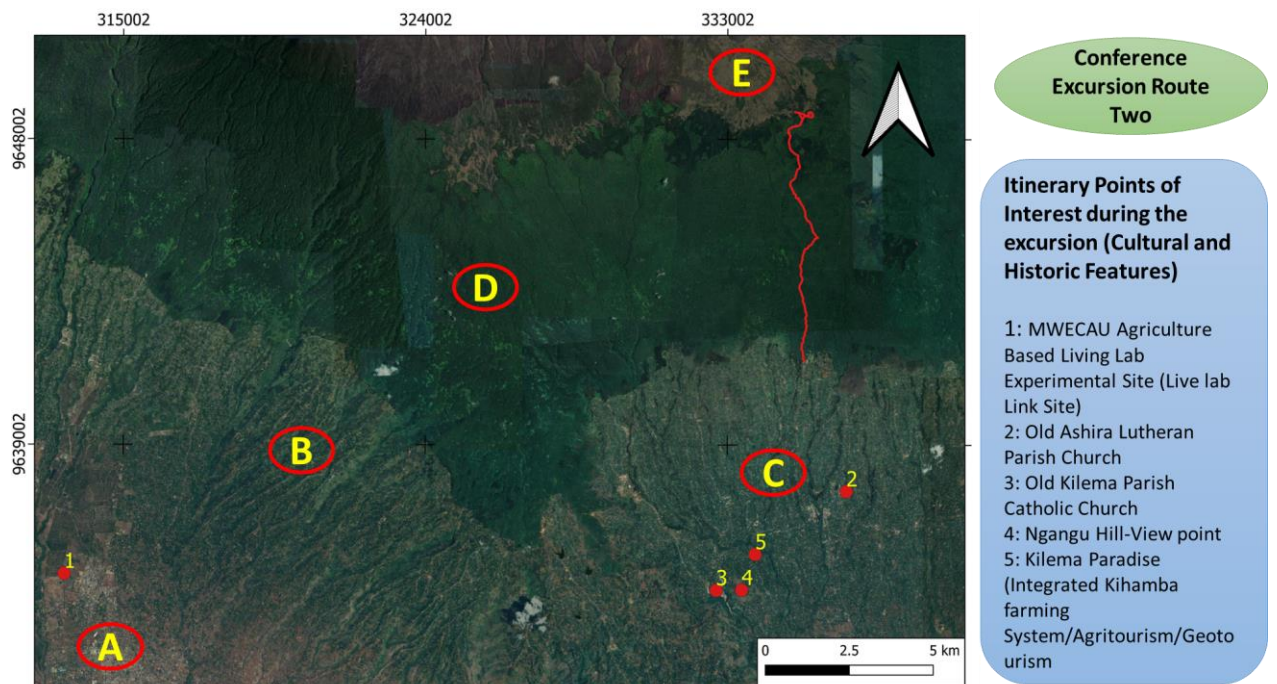 315002
324002
333002
9648002
9639002
E
D
B
C
A
1
2
5
3
4
0
2.5
5 km
Conference
Excursion Route
Two
Itinerary Points of
Interest during the
excursion (Cultural and
Historic Features)
1: MWECAU Agriculture
Based Living Lab
Experimental Site (Live lab
Link Site)
2: Old Ashira Lutheran
Parish Church
3: Old Kilema Parish
Catholic Church
4: Ngangu Hill-View point
5: Kilema Paradise
(Integrated Kihamba
farming
System/Agritourism/Geoto
urism